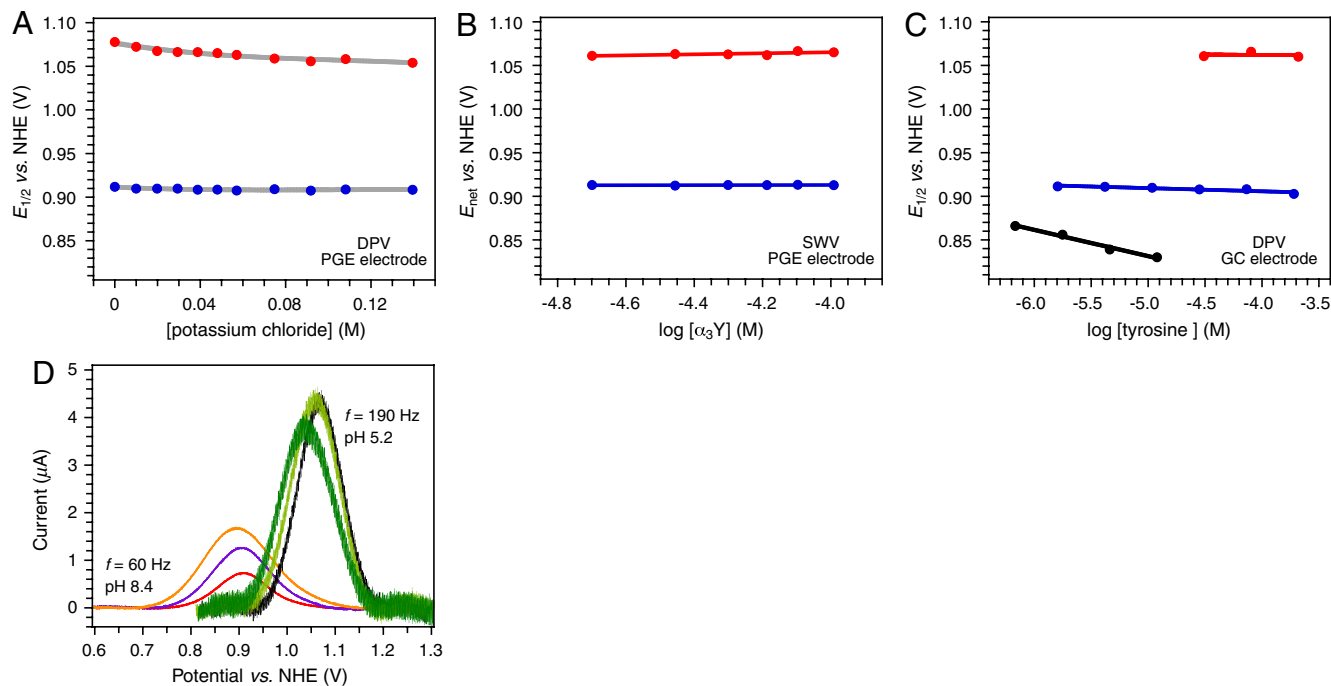 A
1.10
1.05
1.00
0.95
0.90
0.85
E1/2 vs. NHE (V)
DPV
PGE electrode
0
0.04
0.08
0.12
[potassium chloride] (M)
B
1.10
1.05
1.00
0.95
0.90
0.85
Enet vs. NHE (V)
SWV
PGE electrode
-4.8
-4.6
-4.4
-4.2
-4.0
log [α3Y] (M)
C
1.10
1.05
1.00
0.95
0.90
0.85
E1/2 vs. NHE (V)
DPV
GC electrode
-6.0
-5.5
-5.0
-4.5
-4.0
-3.5
log [tyrosine ] (M)
D
5
4
3
2
1
0
Current (µA)
f = 190 Hz
pH 5.2
f = 60 Hz
pH 8.4
0.6
0.7
0.8
0.9
1.0
1.1
1.2
1.3
Potential vs. NHE (V)